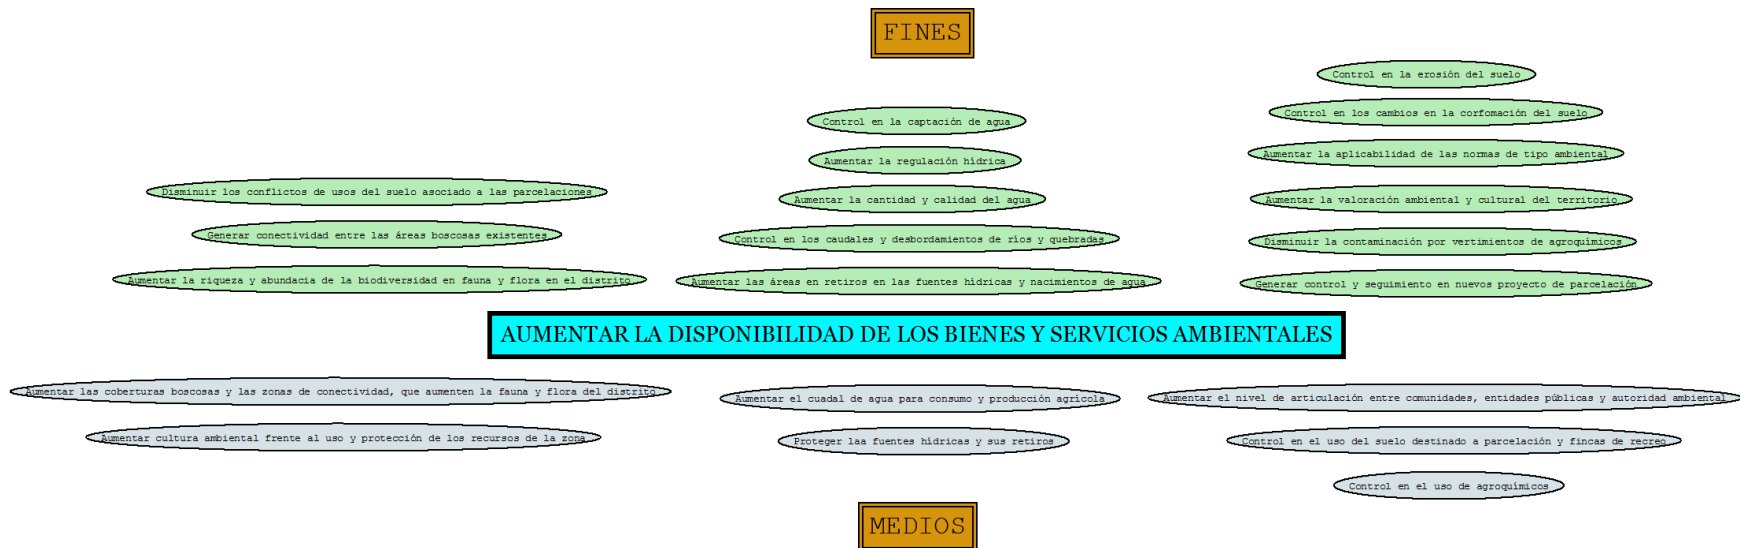 FINES
Control en la erosión del suelo
Control en los cambios en la corfomación del suelo
Control en la captación de agua
Aumentar la aplicabilidad de las normas de tipo ambiental
Aumentar la regulación hídrica
Disminuir los conflictos de usos del suelo asociado a las parcelaciones
Aumentar la cantidad y calidad del agua
Aumentar la valoración ambiental y cultural del territorio
Generar conectividad entre las áreas boscosas existentes
Control en los caudales y desbordamientos de ríos y quebradas
Disminuir la contaminación por vertimientos de agroquímicos
Aumentar la riqueza y abundacia de la biodiversidad en fauna y flora en el distrito
Aumentar las áreas en retiros en las fuentes hídricas y nacimientos de agua
Generar control y seguimiento en nuevos proyecto de parcelación
AUMENTAR LA DISPONIBILIDAD DE LOS BIENES Y SERVICIOS AMBIENTALES
Aumentar las coberturas boscosas y las zonas de conectividad, que aumenten la fauna y flora del distrito
Aumentar el cuadal de agua para consumo y producción agrícola
Aumentar el nivel de articulación entre comunidades, entidades públicas y autoridad ambiental
Aumentar cultura ambiental frente al uso y protección de los recursos de la zona
Proteger laa fuentes hídricas y sus retiros
Control en el uso del suelo destinado a parcelación y fincas de recreo
Control en el uso de agroquímicos
MEDIOS